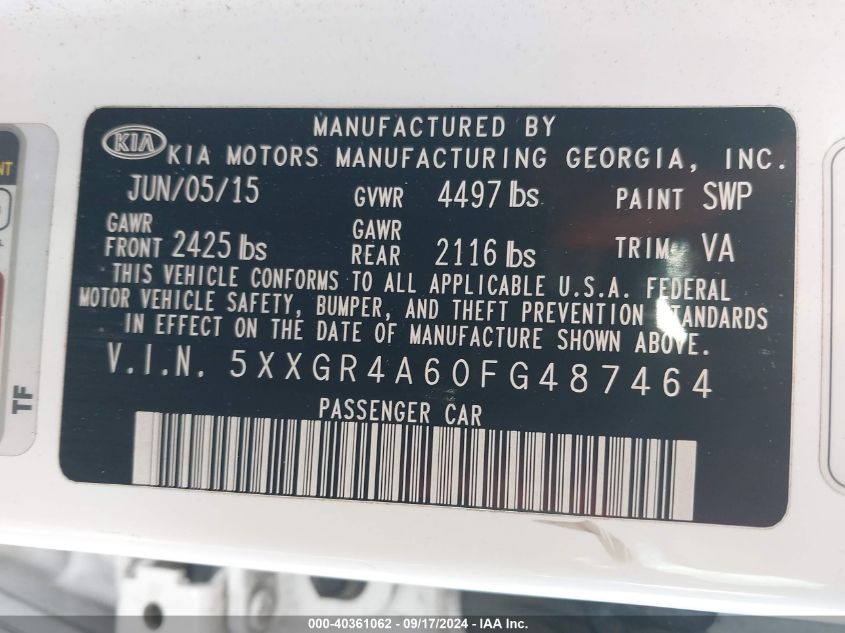 KIA
MANUFACTURED BY
KIA MOTORS MANUFACTURING GEORGIA, INC.
JUN/05/15 GVWR 4497 lbs PAINT SWP
GAWR FRONT 2425 lbs GAWR REAR 2116 lbs TRIM VA
THIS VEHICLE CONFORMS TO ALL APPLICABLE U.S.A. FEDERAL
MOTOR VEHICLE SAFETY, BUMPER, AND THEFT PREVENTION STANDARDS
IN EFFECT ON THE DATE OF MANUFACTURE SHOWN ABOVE.
V.I.N. 5XXGR4A60FG487464
PASSENGER CAR
TF
000-40361062 - 09/17/2024 - IAA Inc.